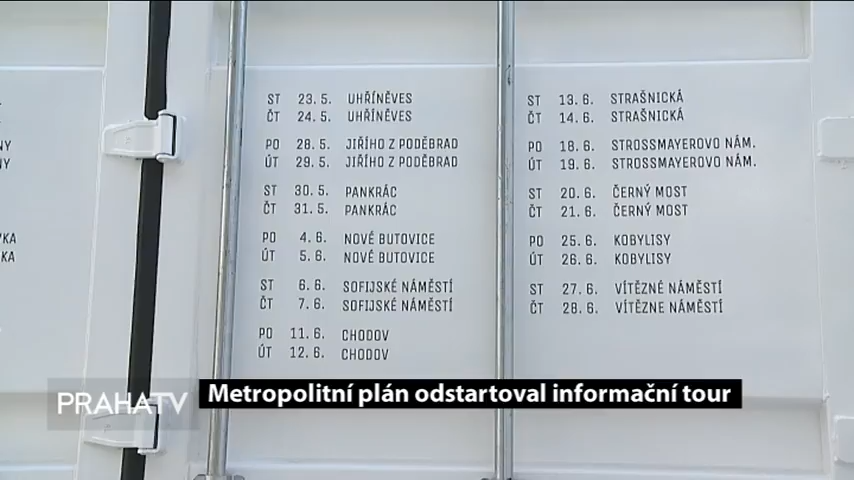 ST 23. 5. UHŘÍNĚVES
ČT 24. 5. UHŘÍNĚVES
PO 28. 5. JIŘÍHO Z PODĚBRAD
ÚT 29. 5. JIŘÍHO Z PODĚBRAD
ST 30. 5. PANKRÁC
ČT 31. 5. PANKRÁC
PO 4. 6. NOVÉ BUTOVICE
ÚT 5. 6. NOVÉ BUTOVICE
ST 6. 6. SOFIJSKÉ NÁMĚSTÍ
ČT 7. 6. SOFIJSKÉ NÁMĚSTÍ
PO 11. 6. CHODOV
ÚT 12. 6. CHODOV
ST 13. 6. STRAŠNICKÁ
ČT 14. 6. STRAŠNICKÁ
PO 18. 6. STROSSMAYEROVO NÁM.
ÚT 19. 6. STROSSMAYEROVO NÁM.
ST 20. 6. ČERNÝ MOST
ČT 21. 6. ČERNÝ MOST
PO 25. 6. KOBYLISY
ÚT 26. 6. KOBYLISY
ST 27. 6. VÍTĚZNÉ NÁMĚSTÍ
ČT 28. 6. VÍTĚZNE NÁMĚSTÍ
PRAHATV
Metropolitní plán odstartoval informační tour